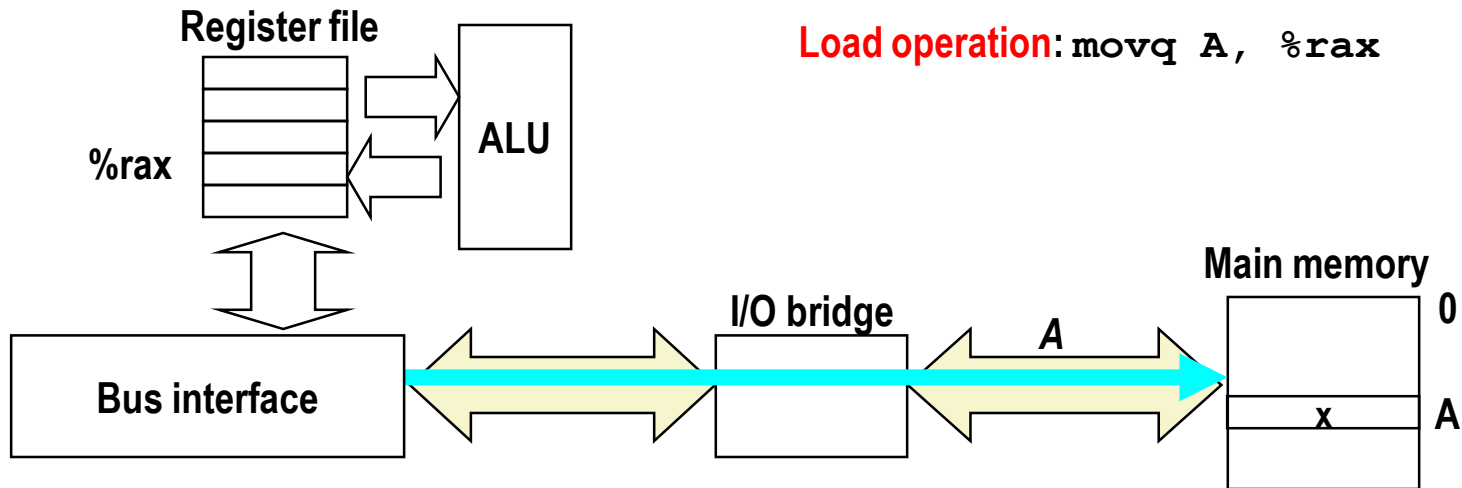 Register file
Load operation: movq A, %rax
ALU
%rax
Main memory
I/O bridge
0
A
Bus interface
x
A